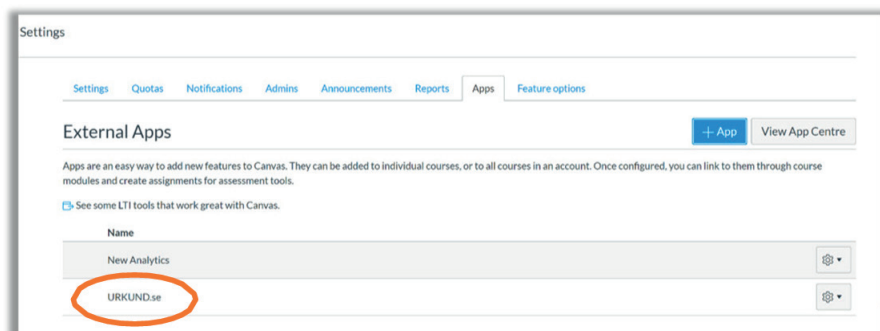 Settings
Settings Quotas Notifications Admins Announcements Reports Apps Feature options
External Apps
+ App View App Centre
Apps are an easy way to add new features to Canvas. They can be added to individual courses, or to all courses in an account. Once configured, you can link to them through course
modules and create assignments for assessment tools.
See some LTI tools that work great with Canvas.
Name
New Analytics
URKUND.se